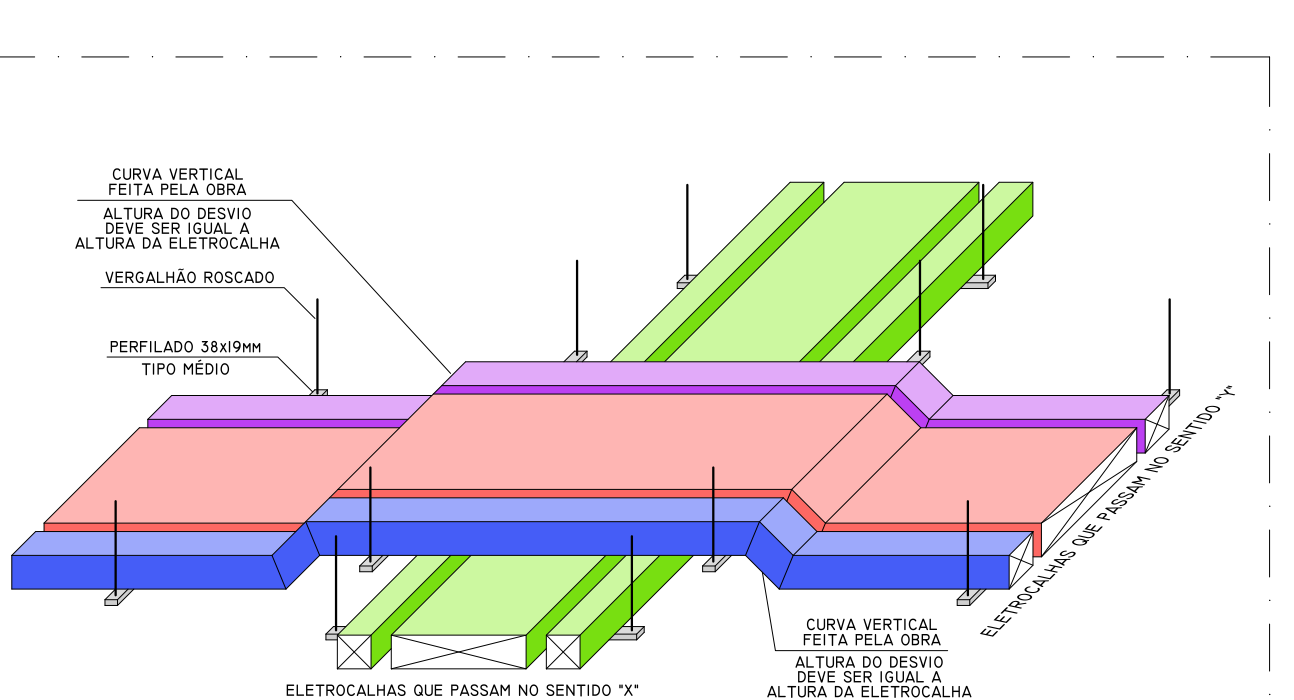 CURVA VERTICAL
FEITA PELA OBRA
ALTURA DO DESVIO
DEVE SER IGUAL A
ALTURA DA ELETROCALHA
VERGALHÃO ROSCADO
PERFILADO 38x19MM
TIPO MÉDIO
ELETROCALHAS QUE PASSAM NO SENTIDO "Y"
CURVA VERTICAL
FEITA PELA OBRA
ALTURA DO DESVIO
DEVE SER IGUAL A
ALTURA DA ELETROCALHA
ELETROCALHAS QUE PASSAM NO SENTIDO "X"